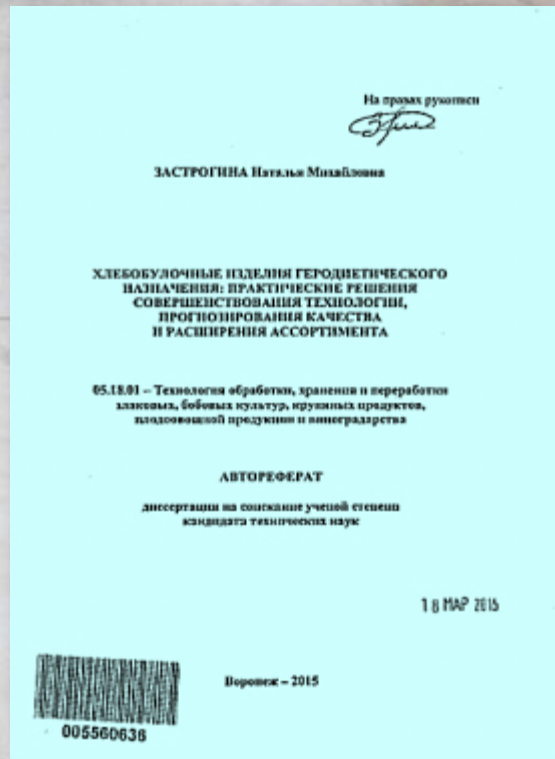 На правах рукописи
ЗАСТРОГИНА Наталья Михайловна
ХЛЕБОБУЛОЧНЫЕ ИЗДЕЛИЯ ГЕРОДИЕТИЧЕСКОГО
НАЗНАЧЕНИЯ: ПРАКТИЧЕСКИЕ РЕШЕНИЯ
СОВЕРШЕНСТВОВАНИЯ ТЕХНОЛОГИИ,
ПРОГНОЗИРОВАНИЯ КАЧЕСТВА
И РАСШИРЕНИЯ АССОРТИМЕНТА
05.18.01 – Технология обработки, хранения и переработки
злаковых, бобовых культур, крупяных продуктов,
плодоовощной продукции и виноградарства
АВТОРЕФЕРАТ
диссертации на соискание ученой степени
кандидата технических наук
18 МАР 2015
Воронеж – 2015
005560636